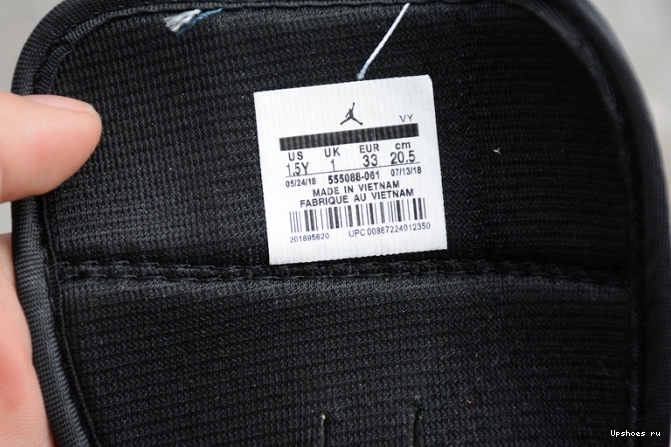 VY
US UK EUR cm
1.5Y 1 33 20.5
05/24/18 555088-061 07/13/18
MADE IN VIETNAM
FABRIQUE AU VIETNAM
201695620 UPC 00887224012350
Upshoes ru